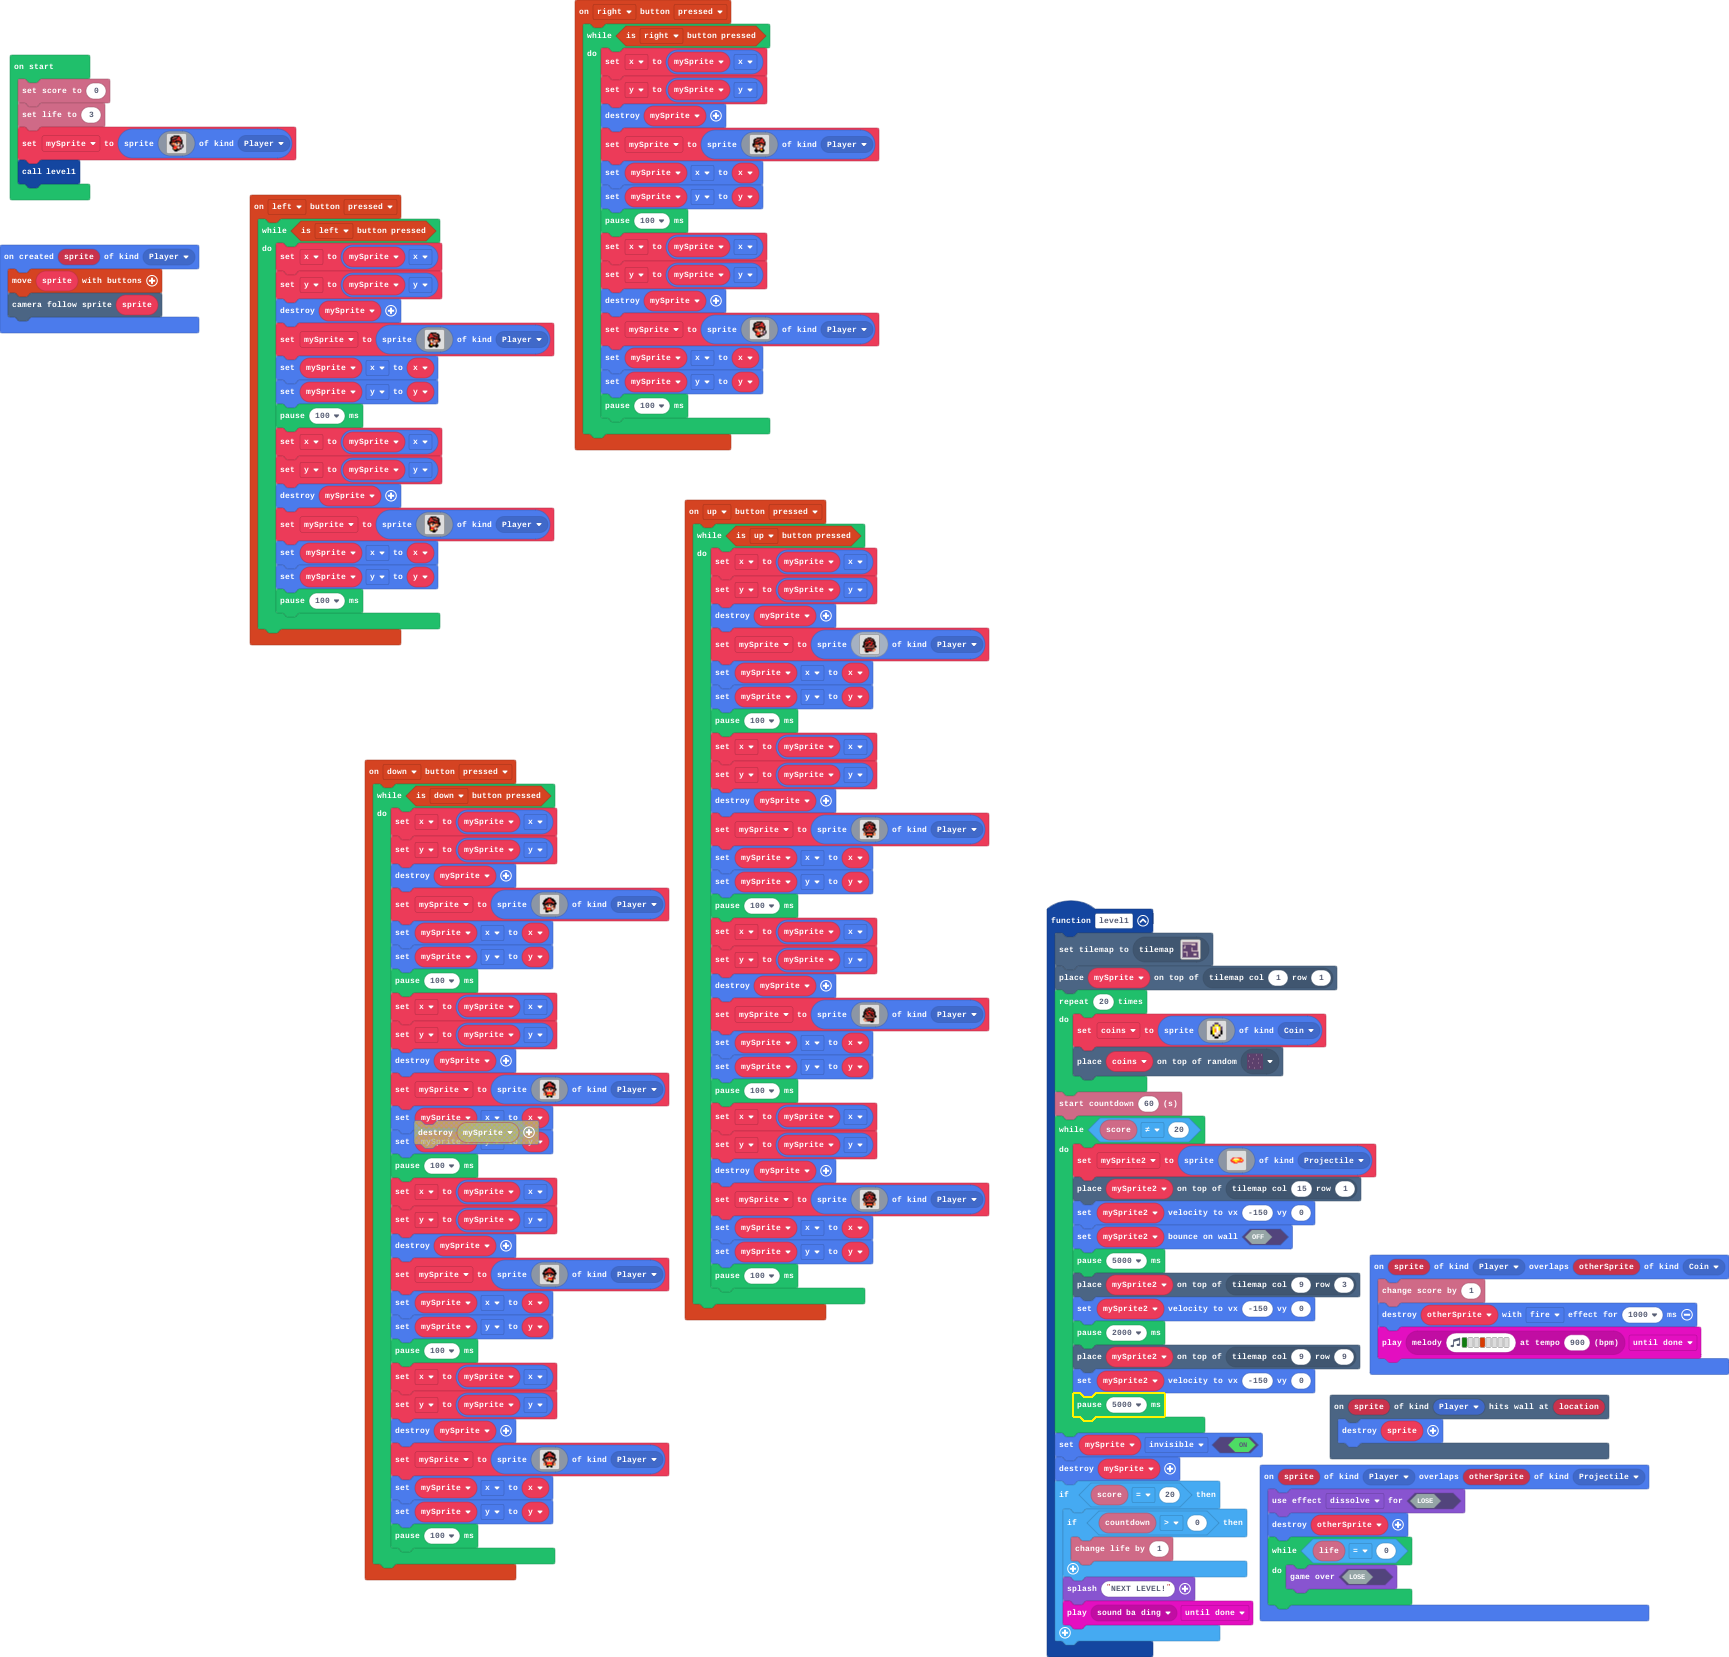 on start
set score to 0
set life to 3
set mySprite to sprite of kind Player
call level1
on created sprite of kind Player
move sprite with buttons
camera follow sprite sprite
on left button pressed
while is left button pressed
do
set x to mySprite x
set y to mySprite y
destroy mySprite
set mySprite to sprite of kind Player
set mySprite x to x
set mySprite y to y
pause 100 ms
set x to mySprite x
set y to mySprite y
destroy mySprite
set mySprite to sprite of kind Player
set mySprite x to x
set mySprite y to y
pause 100 ms
on right button pressed
while is right button pressed
do
set x to mySprite x
set y to mySprite y
destroy mySprite
set mySprite to sprite of kind Player
set mySprite x to x
set mySprite y to y
pause 100 ms
set x to mySprite x
set y to mySprite y
destroy mySprite
set mySprite to sprite of kind Player
set mySprite x to x
set mySprite y to y
pause 100 ms
on up button pressed
while is up button pressed
do
set x to mySprite x
set y to mySprite y
destroy mySprite
set mySprite to sprite of kind Player
set mySprite x to x
set mySprite y to y
pause 100 ms
set x to mySprite x
set y to mySprite y
destroy mySprite
set mySprite to sprite of kind Player
set mySprite x to x
set mySprite y to y
pause 100 ms
set x to mySprite x
set y to mySprite y
destroy mySprite
set mySprite to sprite of kind Player
set mySprite x to x
set mySprite y to y
pause 100 ms
set x to mySprite x
set y to mySprite y
destroy mySprite
set mySprite to sprite of kind Player
set mySprite x to x
set mySprite y to y
pause 100 ms
on down button pressed
while is down button pressed
do
set x to mySprite x
set y to mySprite y
destroy mySprite
set mySprite to sprite of kind Player
set mySprite x to x
set mySprite y to y
pause 100 ms
set x to mySprite x
set y to mySprite y
destroy mySprite
set mySprite to sprite of kind Player
set mySprite x to x
destroy mySprite
set y
pause 100 ms
set x to mySprite x
set y to mySprite y
destroy mySprite
set mySprite to sprite of kind Player
set mySprite x to x
set mySprite y to y
pause 100 ms
set x to mySprite x
set y to mySprite y
destroy mySprite
set mySprite to sprite of kind Player
set mySprite x to x
set mySprite y to y
pause 100 ms
function level1
set tilemap to tilemap
place mySprite on top of tilemap col 1 row 1
repeat 20 times
do
set coins to sprite of kind Coin
place coins on top of random
start countdown 60 (s)
while score ≠ 20
do
set mySprite2 to sprite of kind Projectile
place mySprite2 on top of tilemap col 15 row 1
set mySprite2 velocity to vx -150 vy 0
set mySprite2 bounce on wall OFF
pause 5000 ms
place mySprite2 on top of tilemap col 9 row 3
set mySprite2 velocity to vx -150 vy 0
pause 2000 ms
place mySprite2 on top of tilemap col 9 row 9
set mySprite2 velocity to vx -150 vy 0
pause 5000 ms
set mySprite invisible ON
destroy mySprite
if score = 20 then
if countdown > 0 then
change life by 1
splash "NEXT LEVEL!"
play sound ba ding until done
on sprite of kind Player overlaps otherSprite of kind Coin
change score by 1
destroy otherSprite with fire effect for 1000 ms
play melody at tempo 900 (bpm) until done
on sprite of kind Player hits wall at location
destroy sprite
on sprite of kind Player overlaps otherSprite of kind Projectile
use effect dissolve for LOSE
destroy otherSprite
while life = 0
do
game over LOSE